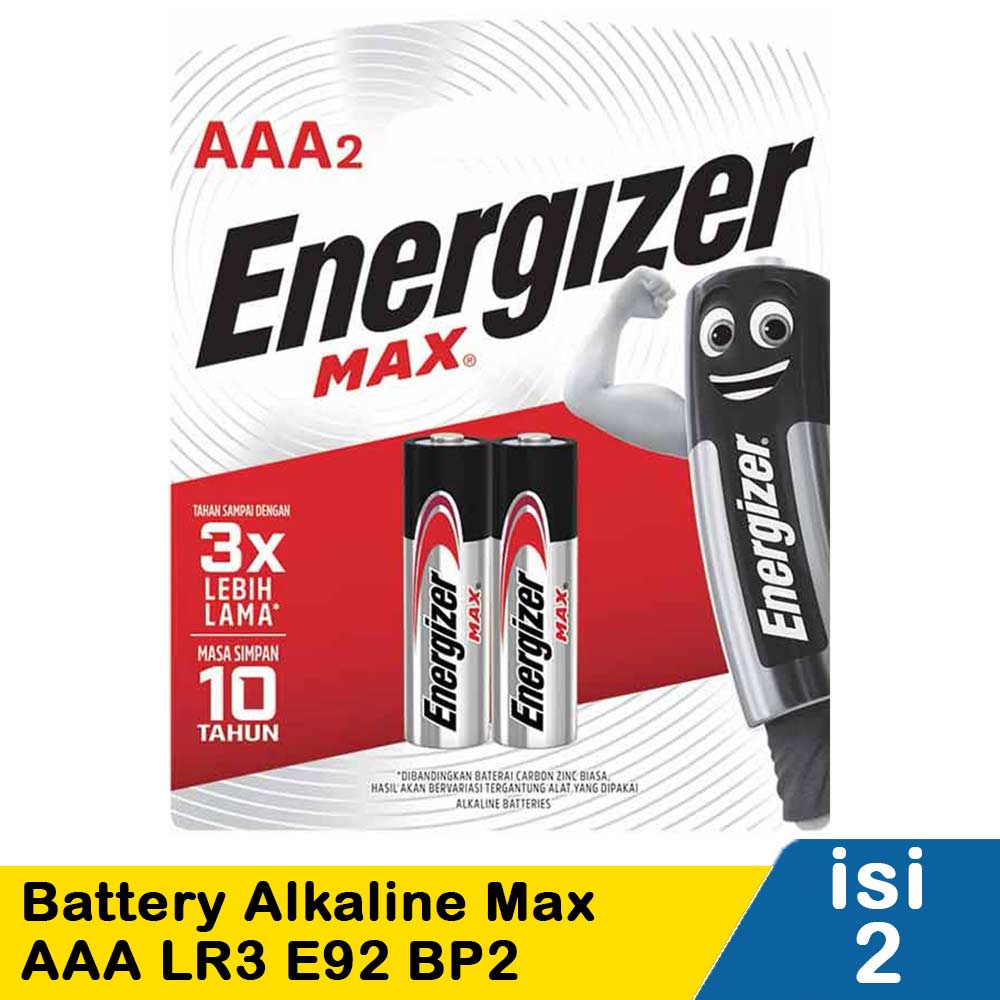 AAA2
Energizer
MAX®
Energizer®
TAHAN SAMPAI DENGAN
3X
LEBIH
LAMA*
MASA SIMPAN
10
TAHUN
Energizer
MAX®
Energizer
MAX®
*DIBANDINGKAN BATERAI CARBON ZINC BIASA,
HASIL AKAN BERVARIASI TERGANTUNG ALAT YANG DIPAKAI
ALKALINE BATTERIES
Battery Alkaline Max
AAA LR3 E92 BP2
isi
2